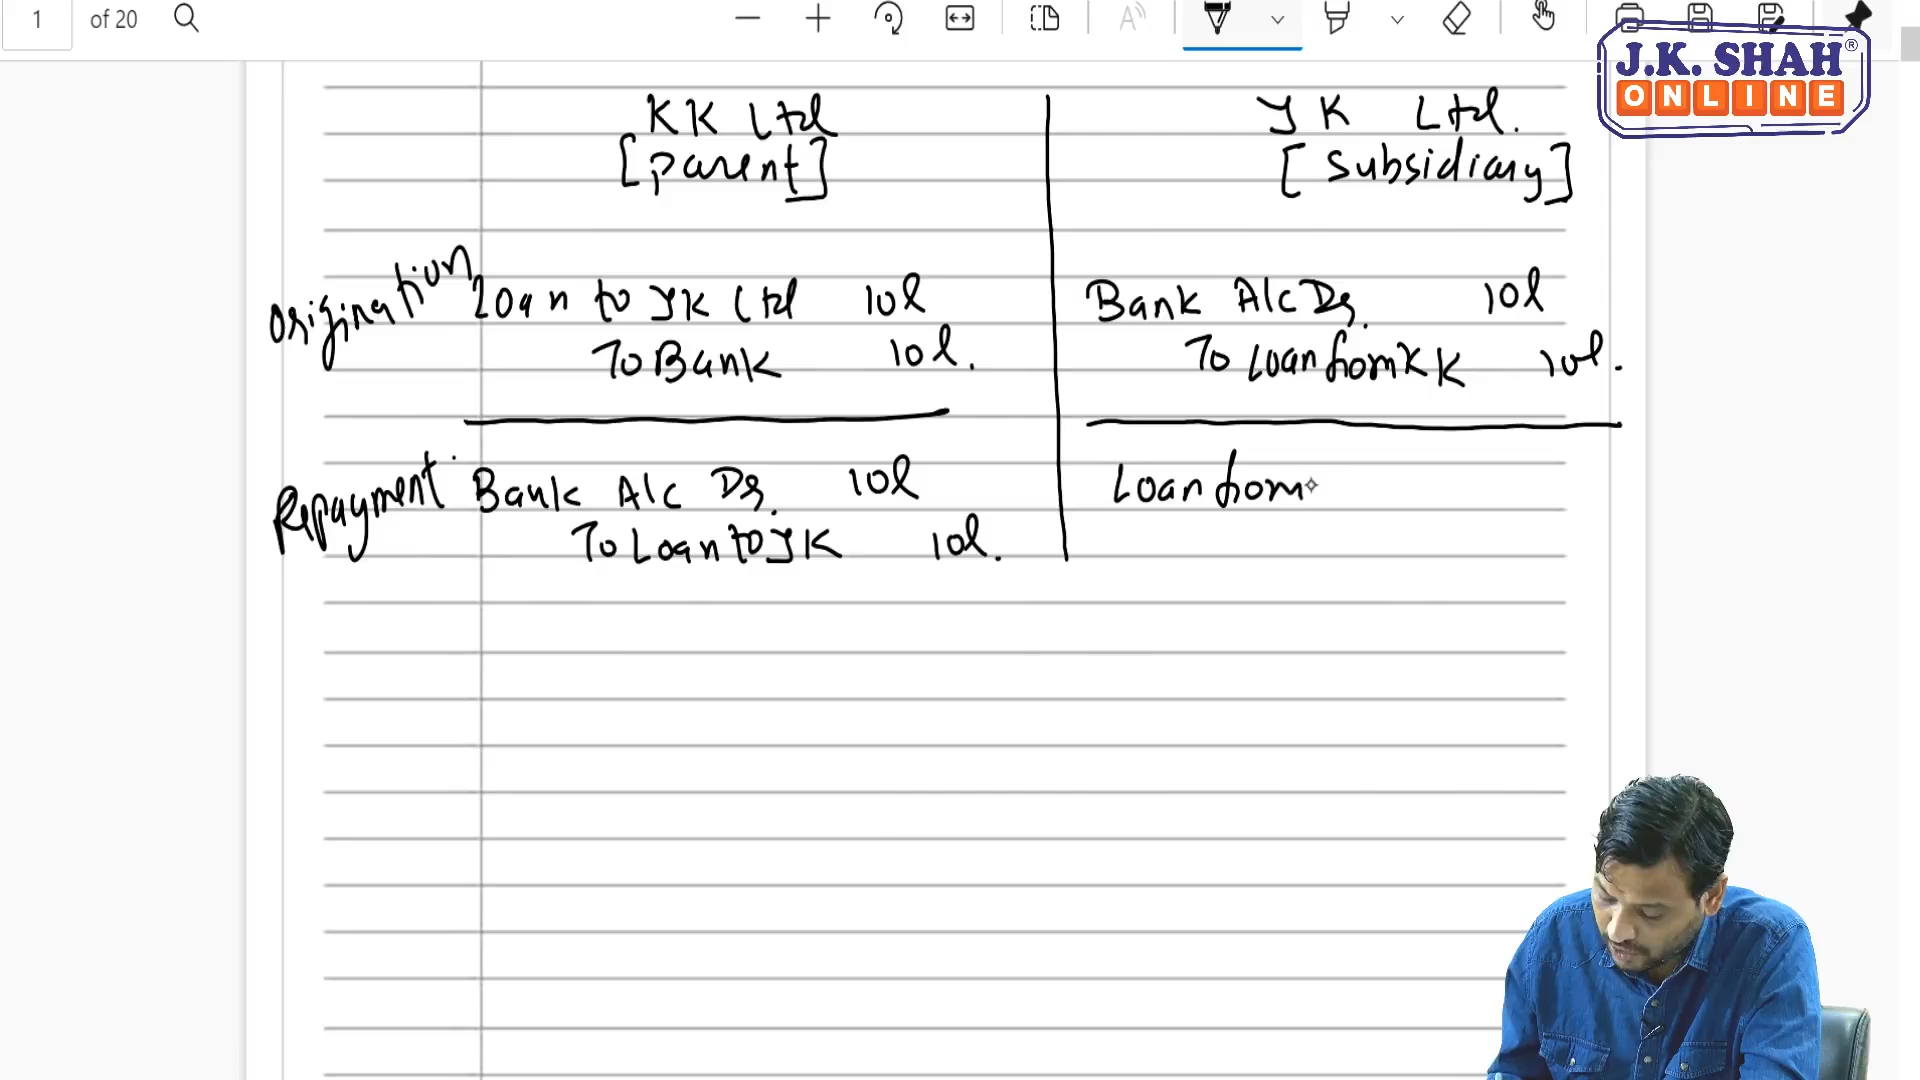 1 of 20
J.K. SHAH®
ONLINE
KK Ltd
[parent]
YK Ltd.
[subsidiary]
Origination
Loan to YK Ltd 10l
To Bank 10l.
Bank A/c Dr. 10l
To Loan from KK 10l.
Repayment
Bank A/c Dr. 10l
To Loan to YK 10l.
Loan from